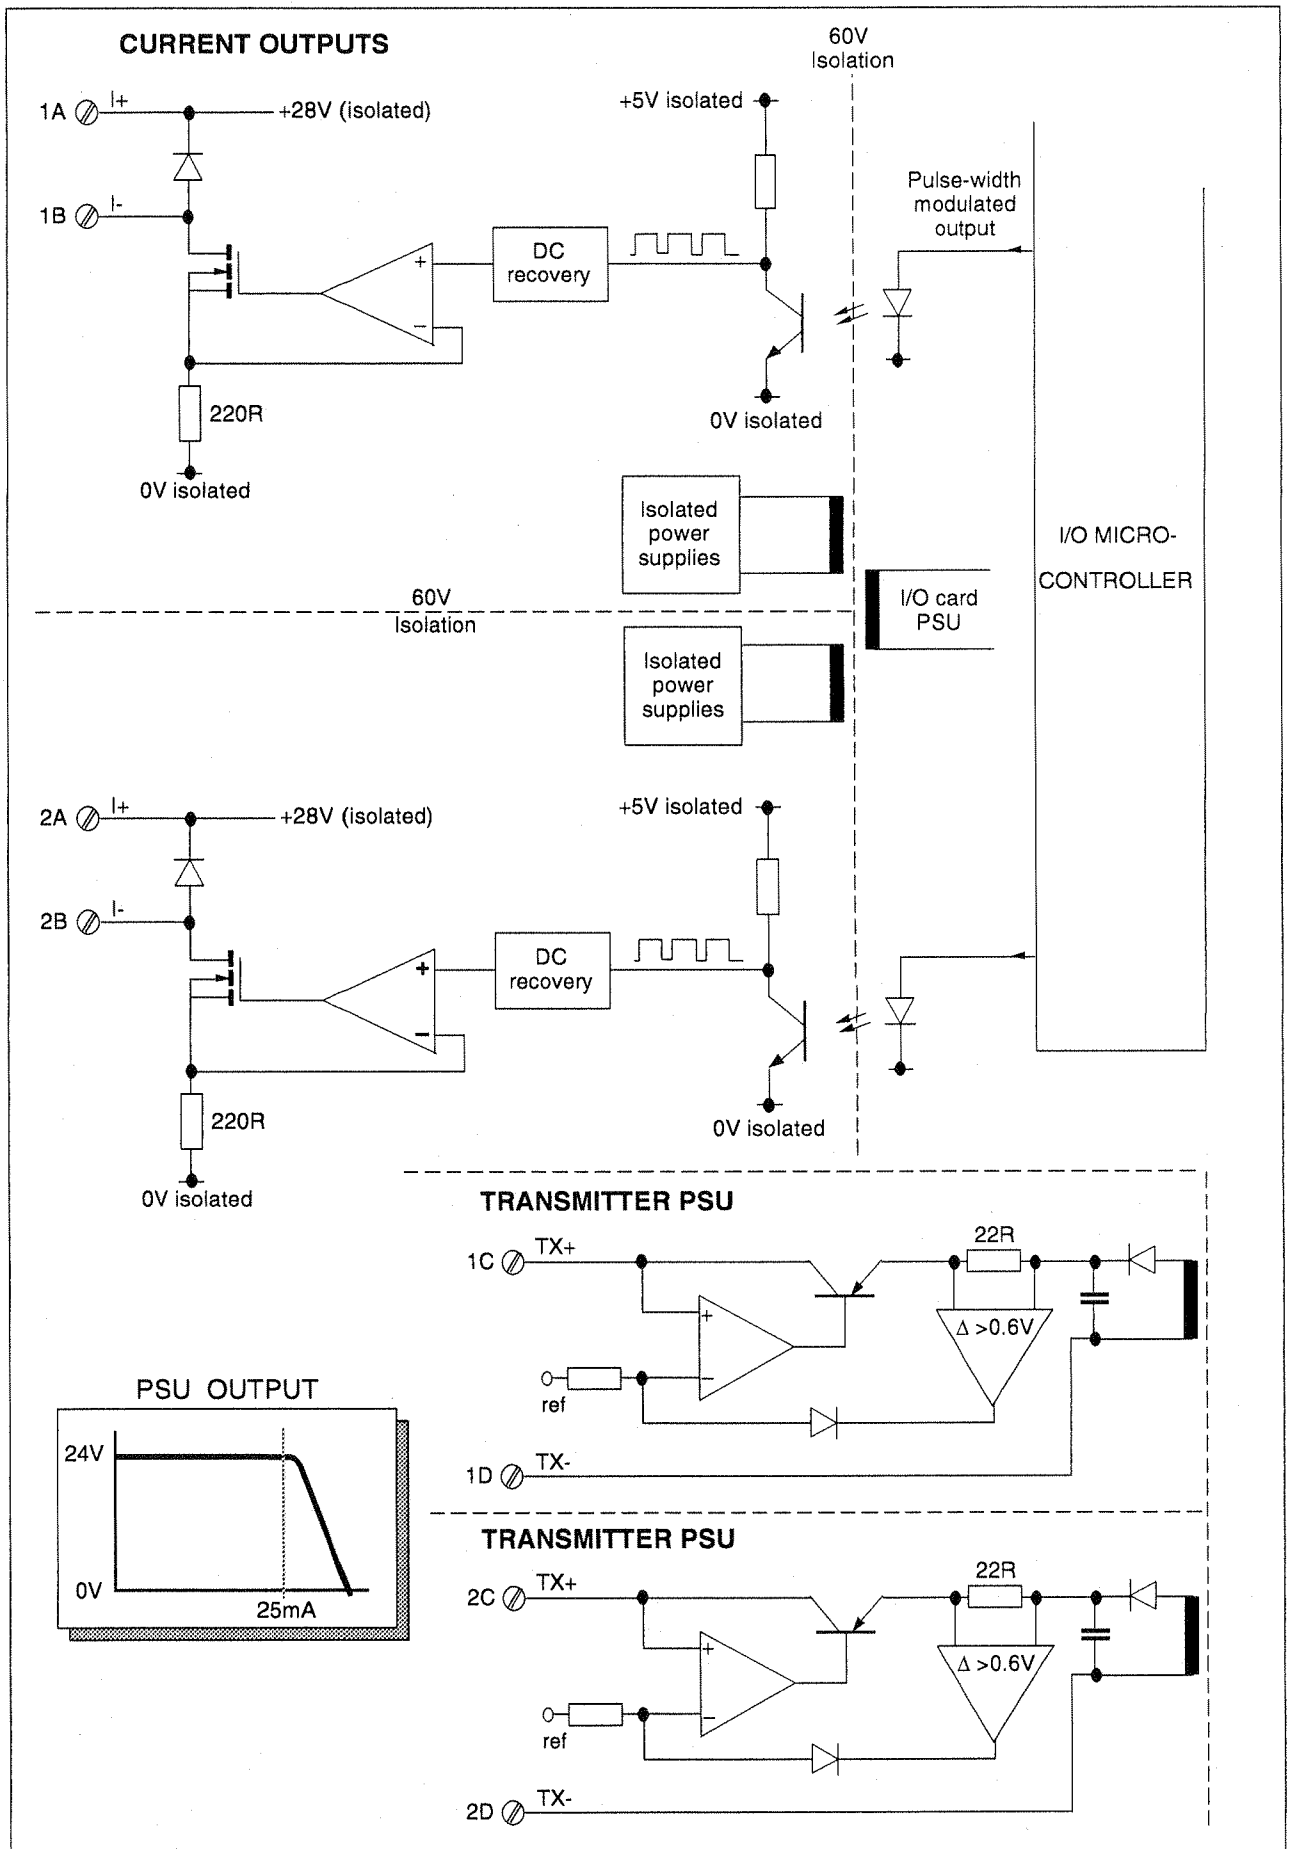 CURRENT OUTPUTS
60V
Isolation
1A
I+
+28V (isolated)
+5V isolated
1B
I-
Pulse-width
modulated
output
+
−
DC
recovery
220R
0V isolated
0V isolated
Isolated
power
supplies
I/O MICRO-
CONTROLLER
I/O card
PSU
60V
Isolation
Isolated
power
supplies
2A
I+
+28V (isolated)
+5V isolated
2B
I-
+
−
DC
recovery
220R
0V isolated
0V isolated
TRANSMITTER PSU
1C
TX+
22R
+
−
Δ >0.6V
ref
1D
TX-
PSU OUTPUT
24V
0V
25mA
TRANSMITTER PSU
2C
TX+
22R
+
−
Δ >0.6V
ref
2D
TX-